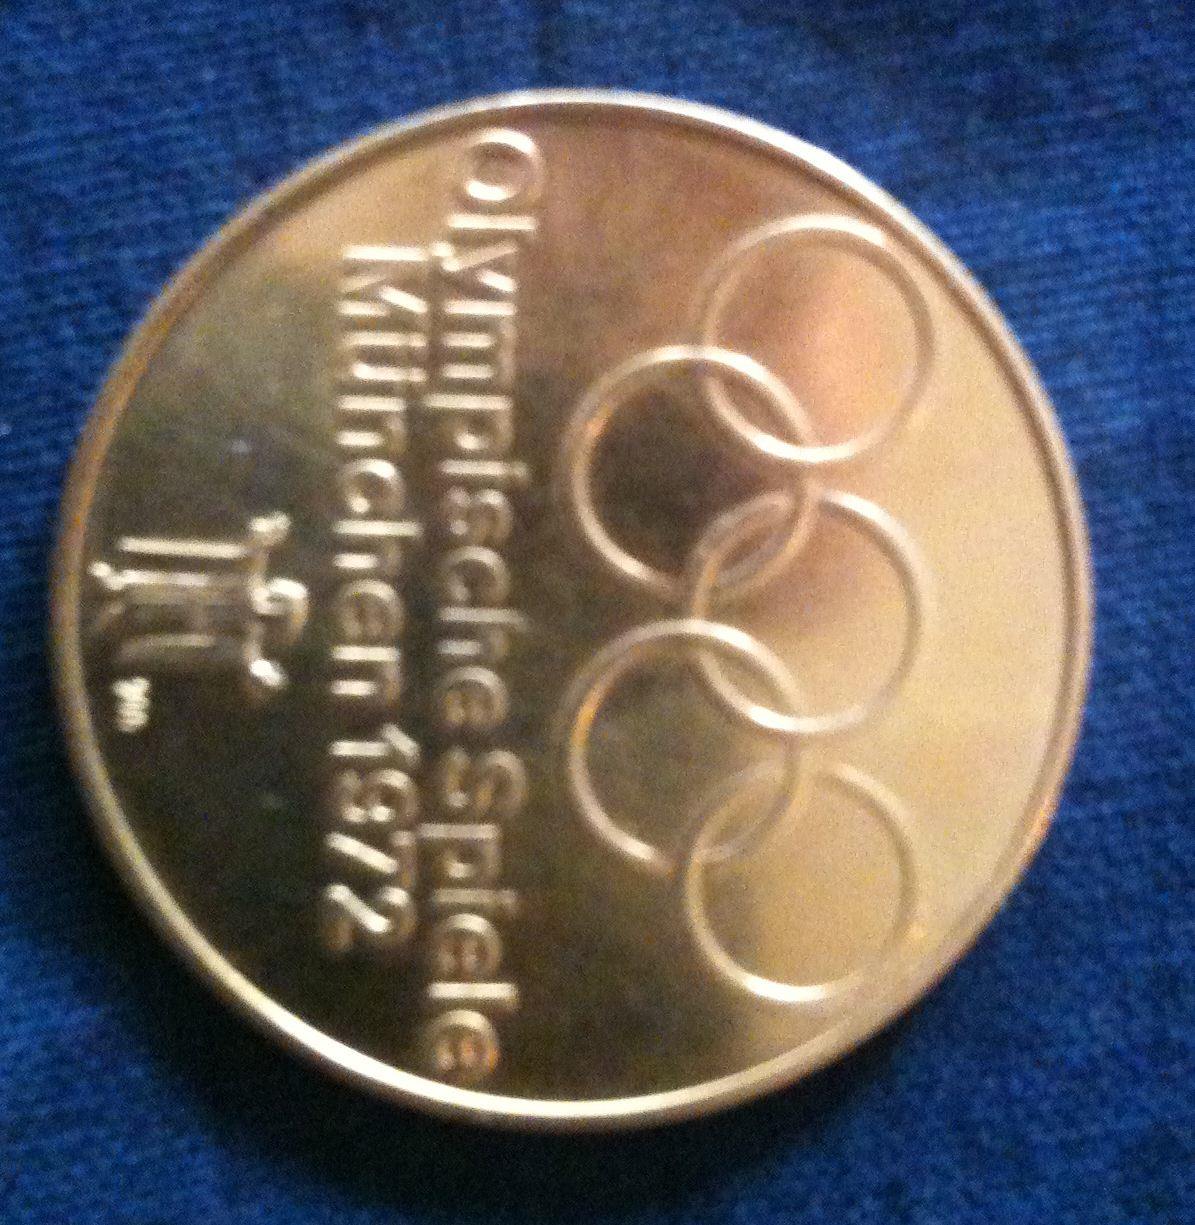 Olympische Spiele
München 1972